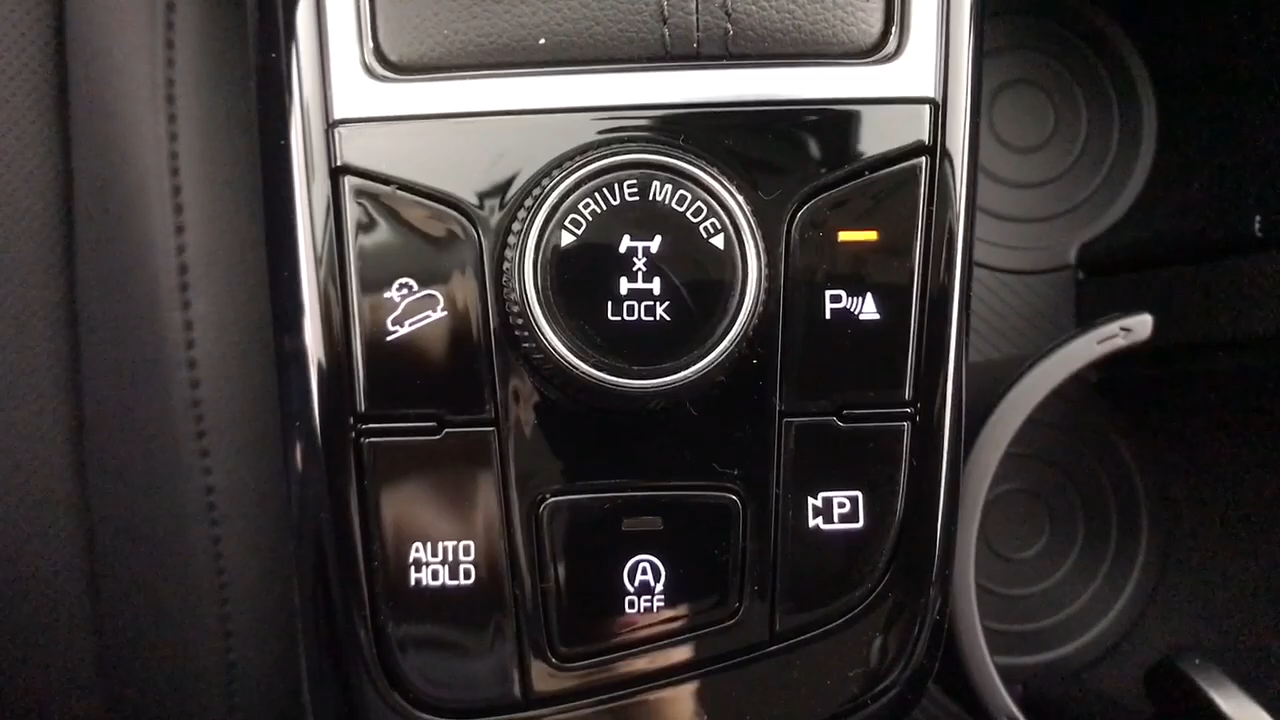 DRIVE MODE
LOCK
P
P
AUTO
HOLD
A
OFF